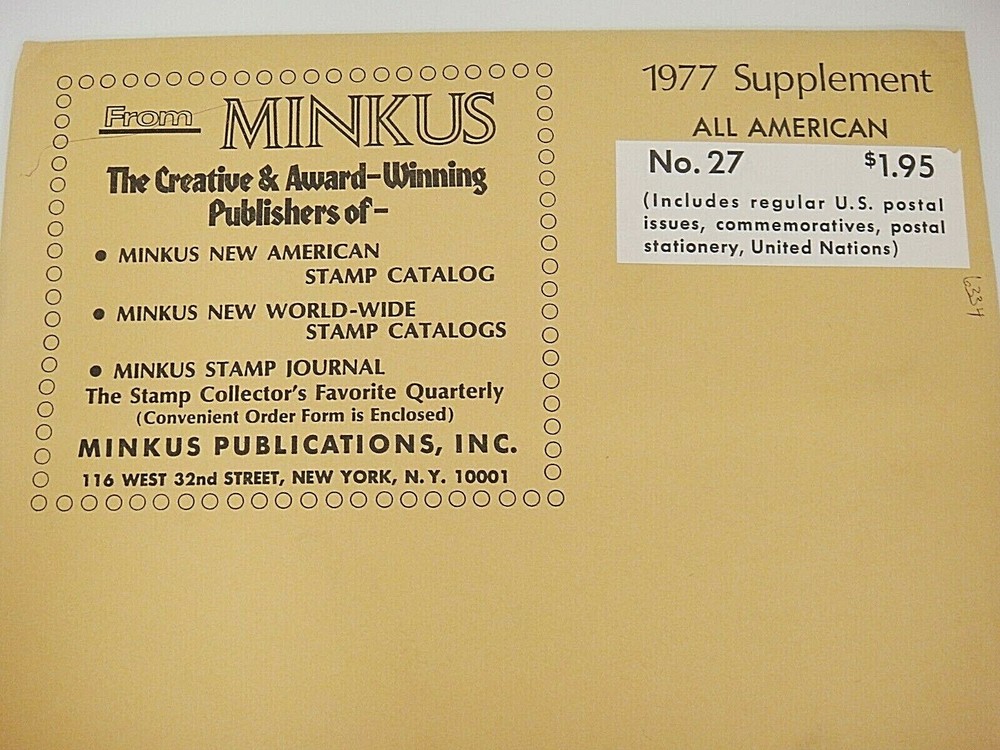 From MINKUS
The Creative & Award-Winning
Publishers of-
• MINKUS NEW AMERICAN
STAMP CATALOG
• MINKUS NEW WORLD-WIDE
STAMP CATALOGS
• MINKUS STAMP JOURNAL
The Stamp Collector's Favorite Quarterly
(Convenient Order Form is Enclosed)
MINKUS PUBLICATIONS, INC.
116 WEST 32nd STREET, NEW YORK, N.Y. 10001
1977 Supplement
ALL AMERICAN
No. 27 $1.95
(Includes regular U.S. postal
issues, commemoratives, postal
stationery, United Nations)
6334